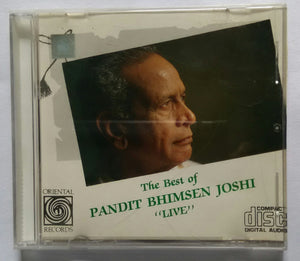 The Best of
PANDIT BHIMSEN JOSHI
"LIVE"
ORIENTAL
RECORDS
COMPACT
disc
DIGITAL AUDIO